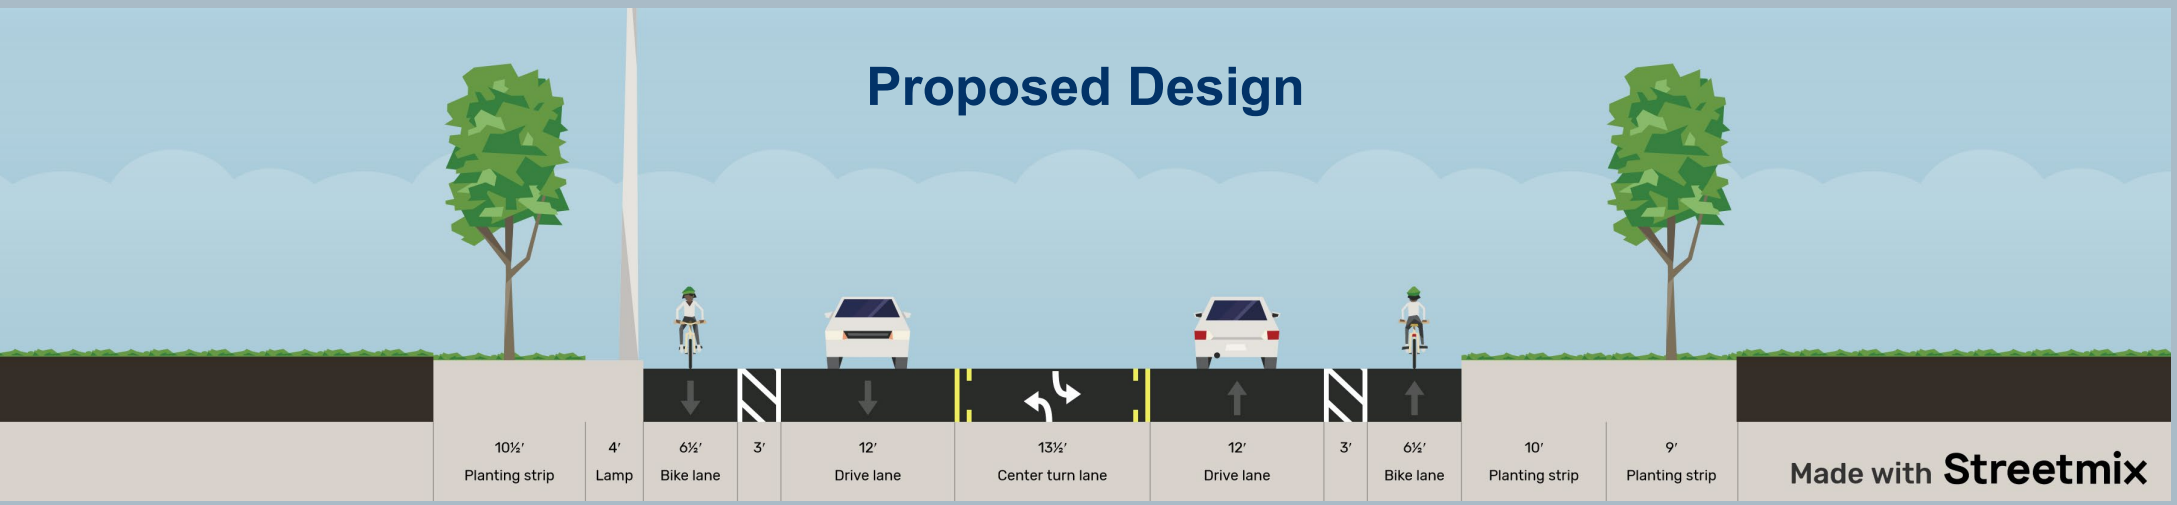 Proposed Design
10½′ 4′ 6½′ 3′ 12′ 13½′ 12′ 3′ 6½′ 10′ 9′
Planting strip Lamp Bike lane Drive lane Center turn lane Drive lane Bike lane Planting strip Planting strip
Made with Streetmix